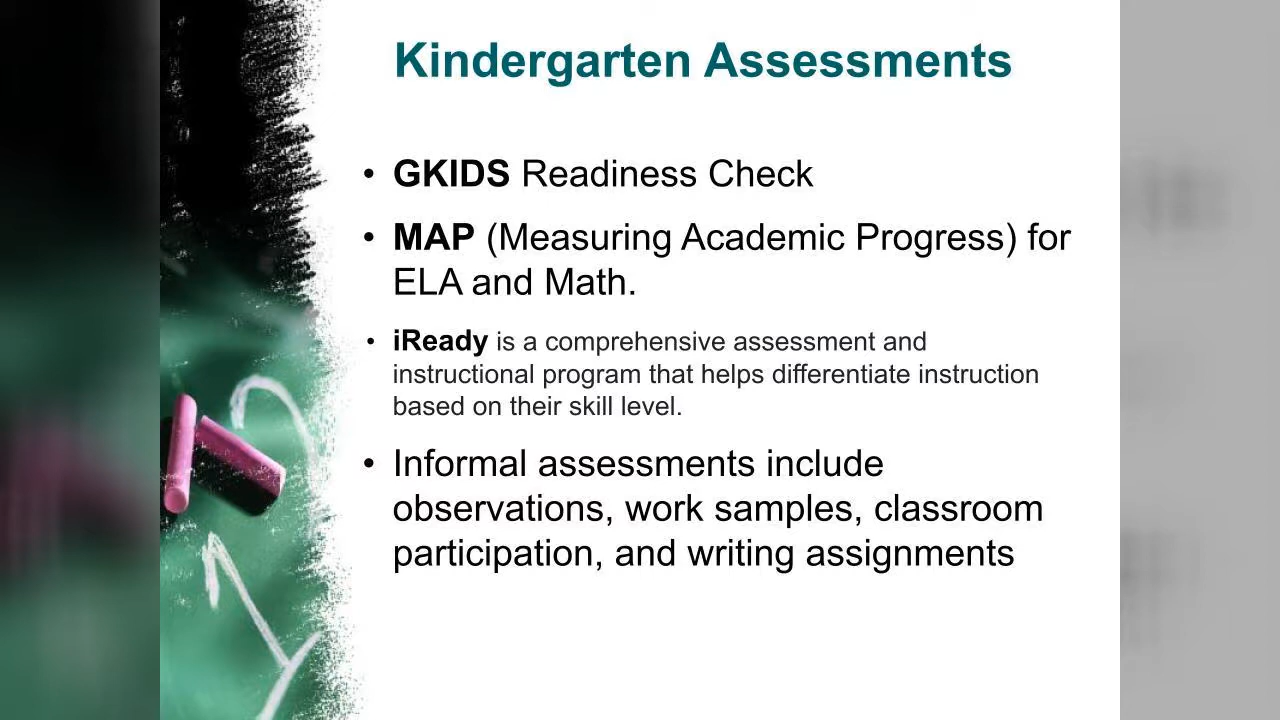 Kindergarten Assessments
• GKIDS Readiness Check
• MAP (Measuring Academic Progress) for
ELA and Math.
• iReady is a comprehensive assessment and
instructional program that helps differentiate instruction
based on their skill level.
• Informal assessments include
observations, work samples, classroom
participation, and writing assignments